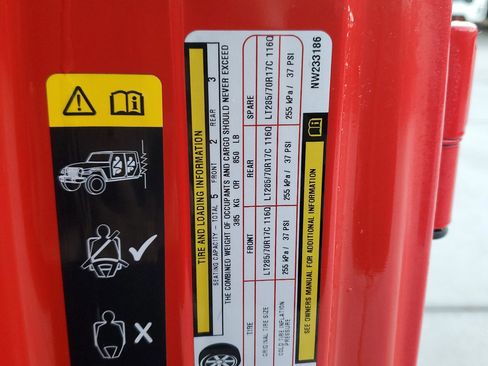 TIRE AND LOADING INFORMATION
SEATING CAPACITY - TOTAL 5 FRONT 2 REAR 3
THE COMBINED WEIGHT OF OCCUPANTS AND CARGO SHOULD NEVER EXCEED
385 KG OR 850 LB
TIRE FRONT REAR SPARE
ORIGINAL TIRE SIZE LT285/70R17C 116Q LT285/70R17C 116Q LT285/70R17C 116Q
COLD TIRE INFLATION PRESSURE 255 kPa / 37 PSI 255 kPa / 37 PSI 255 kPa / 37 PSI
SEE OWNERS MANUAL FOR ADDITIONAL INFORMATION
NW233186